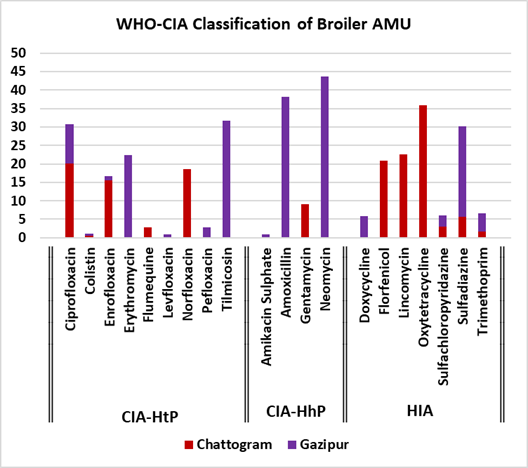 WHO-CIA Classification of Broiler AMU
50
45
40
35
30
25
20
15
10
5
0
Ciprofloxacin
Colistin
Enrofloxacin
Erythromycin
Flumequine
Levfloxacin
Norfloxacin
Pefloxacin
Tilmicosin
Amikacin Sulphate
Amoxicillin
Gentamycin
Neomycin
Doxycycline
Florfenicol
Lincomycin
Oxytetracycline
Sulfachloropyridazine
Sulfadiazine
Trimethoprim
CIA-HtP
CIA-HhP
HIA
Chattogram
Gazipur